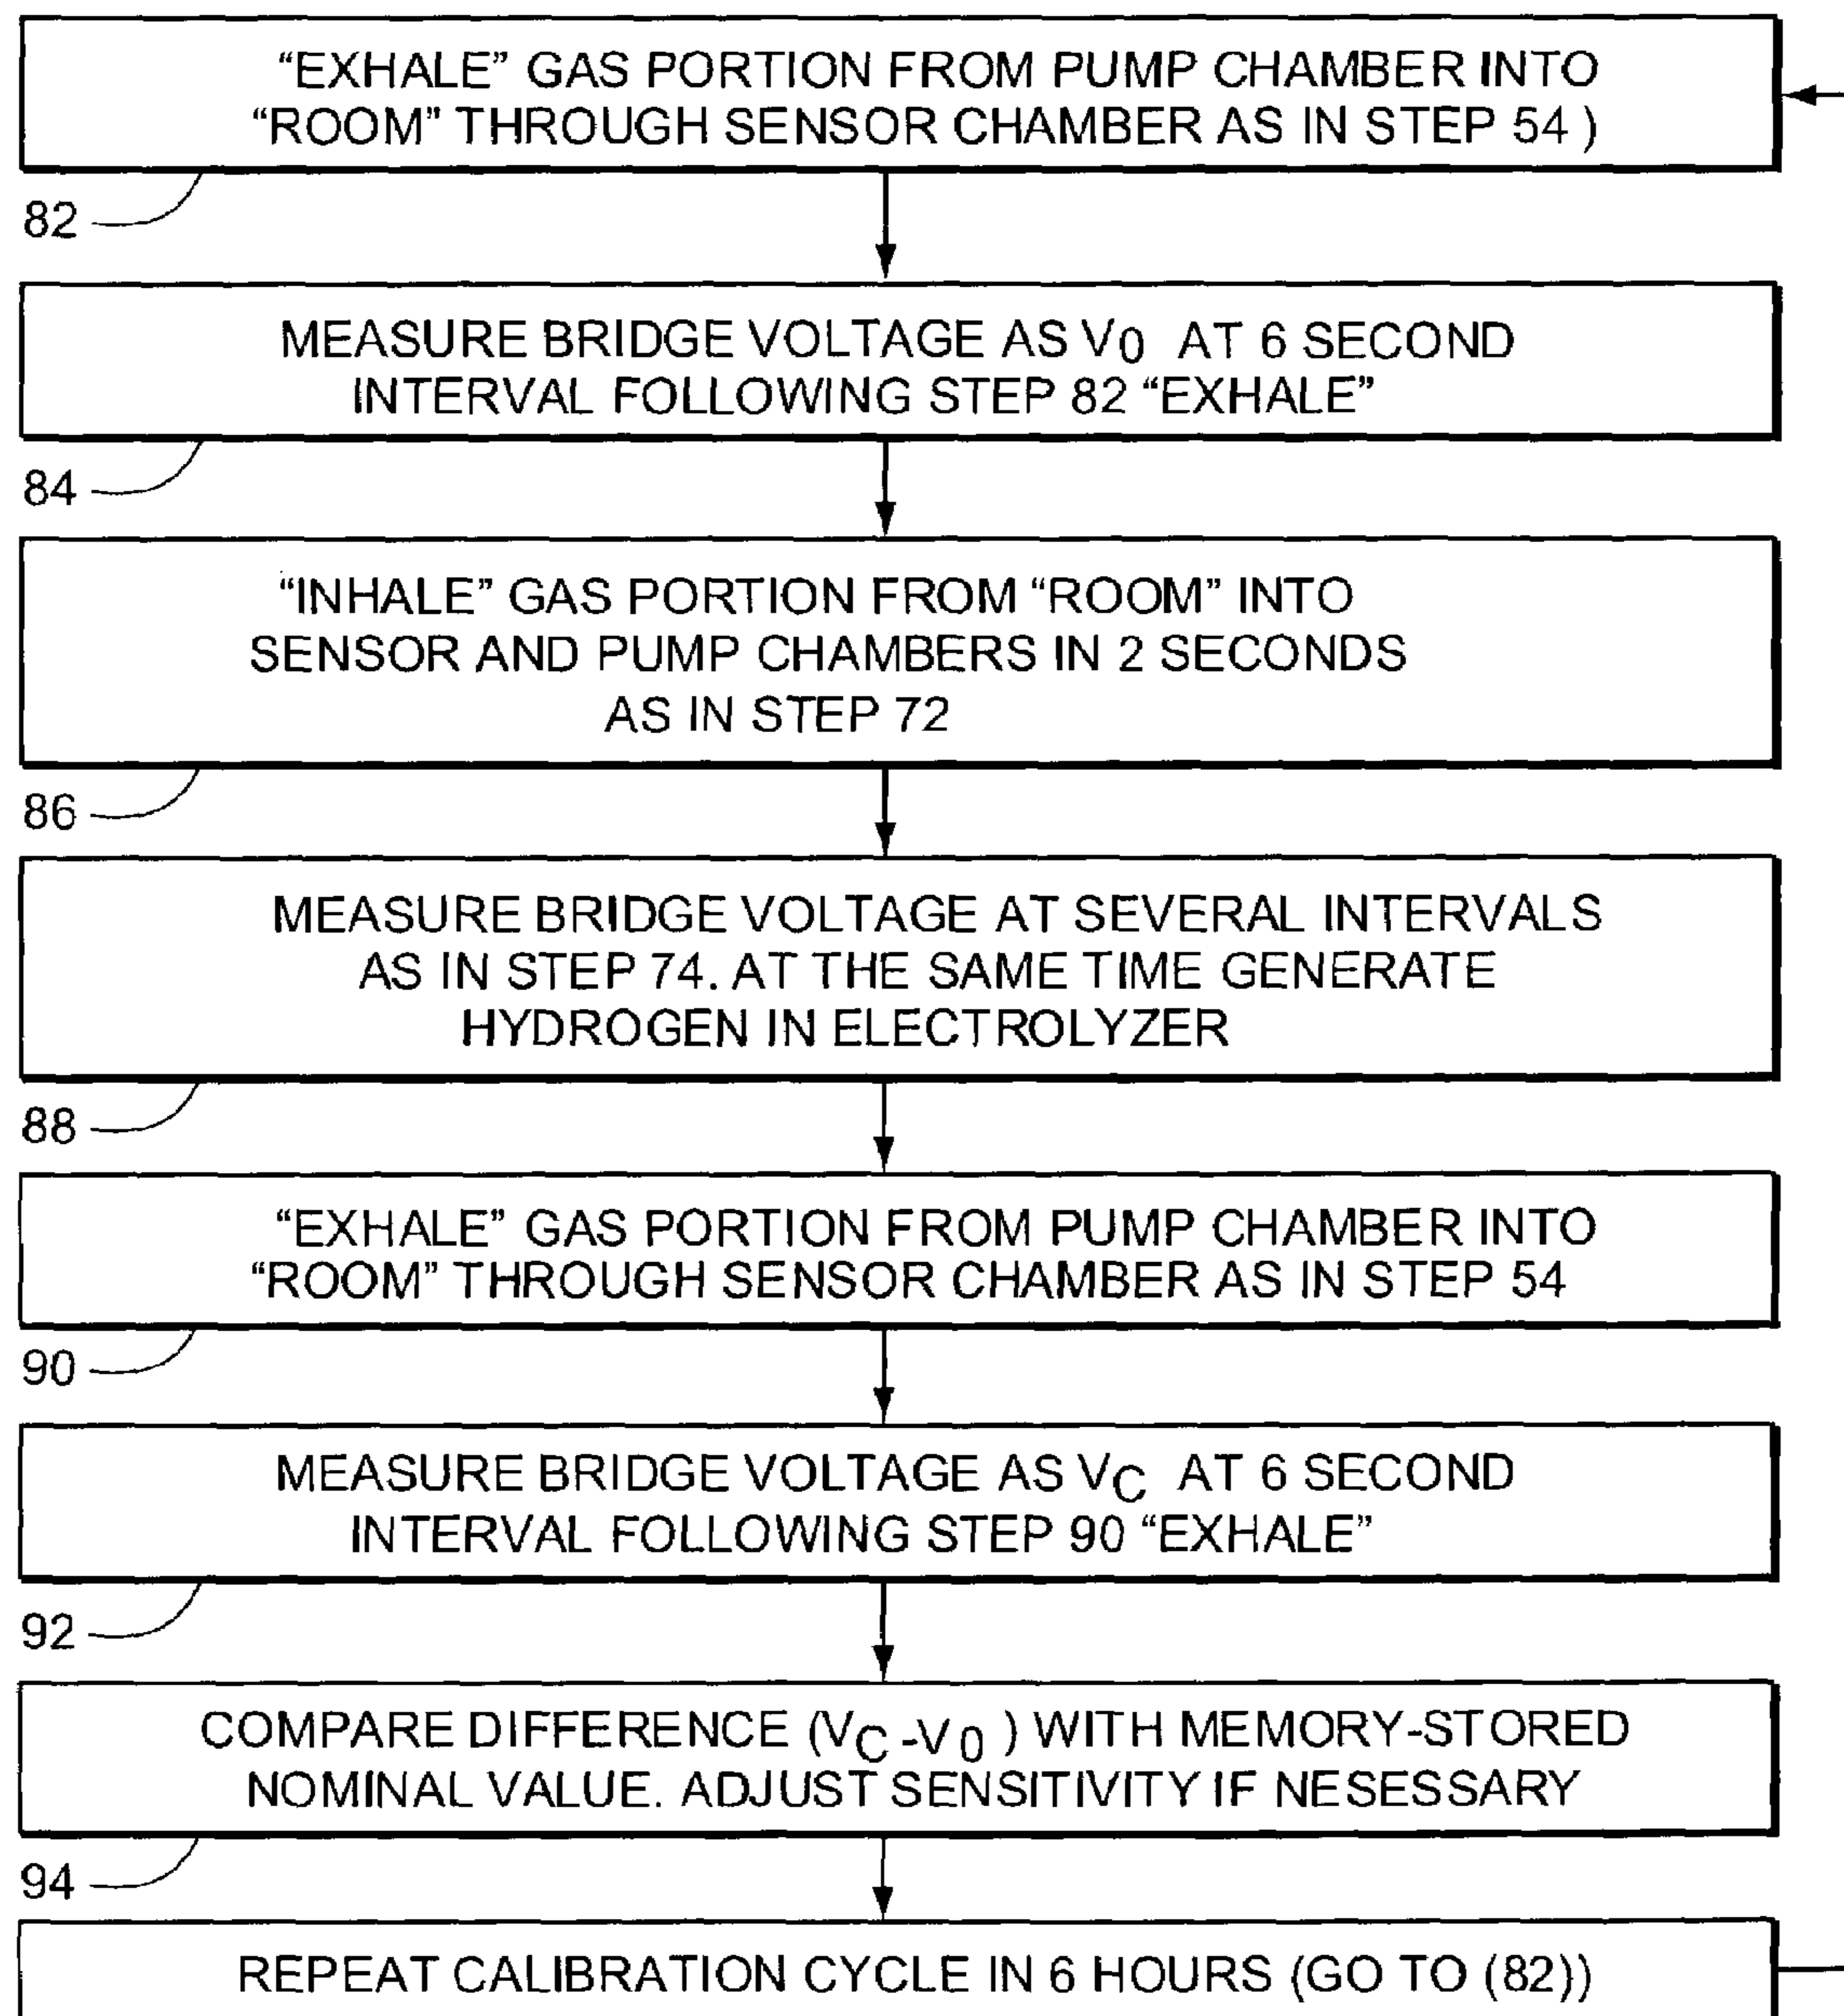 “EXHALE” GAS PORTION FROM PUMP CHAMBER INTO
“ROOM” THROUGH SENSOR CHAMBER AS IN STEP 54 )
82
MEASURE BRIDGE VOLTAGE AS V0 AT 6 SECOND
INTERVAL FOLLOWING STEP 82 “EXHALE”
84
“INHALE” GAS PORTION FROM “ROOM” INTO
SENSOR AND PUMP CHAMBERS IN 2 SECONDS
AS IN STEP 72
86
MEASURE BRIDGE VOLTAGE AT SEVERAL INTERVALS
AS IN STEP 74. AT THE SAME TIME GENERATE
HYDROGEN IN ELECTROLYZER
88
“EXHALE” GAS PORTION FROM PUMP CHAMBER INTO
“ROOM” THROUGH SENSOR CHAMBER AS IN STEP 54
90
MEASURE BRIDGE VOLTAGE AS VC AT 6 SECOND
INTERVAL FOLLOWING STEP 90 “EXHALE”
92
COMPARE DIFFERENCE (VC -V0 ) WITH MEMORY-STORED
NOMINAL VALUE. ADJUST SENSITIVITY IF NESESSARY
94
REPEAT CALIBRATION CYCLE IN 6 HOURS (GO TO (82))